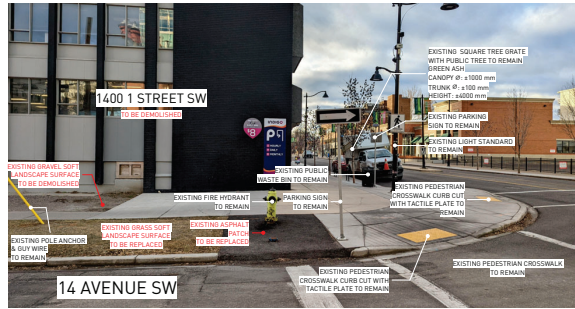 EXISTING SQUARE TREE GRATE
WITH PUBLIC TREE TO REMAIN
GREEN ASH
CANOPY Ø: ±1000 mm
TRUNK Ø: ±100 mm
HEIGHT: ±4000 mm
1400 1 STREET SW
TO BE DEMOLISHED
EXISTING PARKING
SIGN TO REMAIN
indigo
$8
EXISTING LIGHT STANDARD
TO REMAIN
EXISTING GRAVEL SOFT
LANDSCAPE SURFACE
TO BE DEMOLISHED
EXISTING PUBLIC
WASTE BIN TO REMAIN
EXISTING PEDESTRIAN
CROSSWALK CURB CUT
WITH TACTILE PLATE TO
REMAIN
EXISTING FIRE HYDRANT
TO REMAIN
PARKING SIGN
TO REMAIN
EXISTING GRASS SOFT
LANDSCAPE SURFACE
TO BE REPLACED
EXISTING ASPHALT
PATCH
TO BE REPLACED
EXISTING POLE ANCHOR
& GUY WIRE
TO REMAIN
EXISTING PEDESTRIAN CROSSWALK
TO REMAIN
EXISTING PEDESTRIAN
CROSSWALK CURB CUT WITH
TACTILE PLATE TO REMAIN
14 AVENUE SW